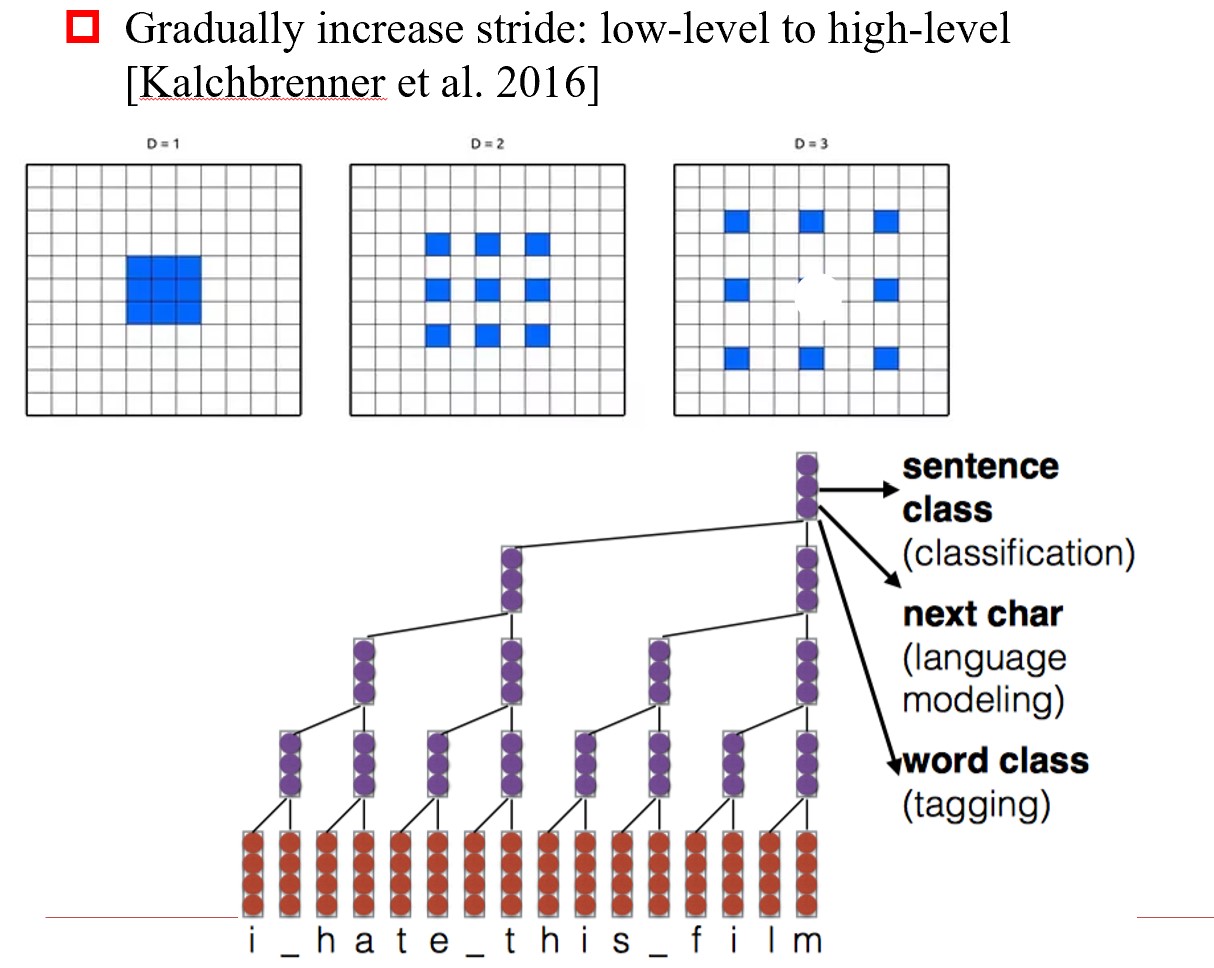 Gradually increase stride: low-level to high-level
[Kalchbrenner et al. 2016]
D = 1
D = 2
D = 3
sentence
class
(classification)
next char
(language
modeling)
word class
(tagging)
i _ h a t e _ t h i s _ f i l m